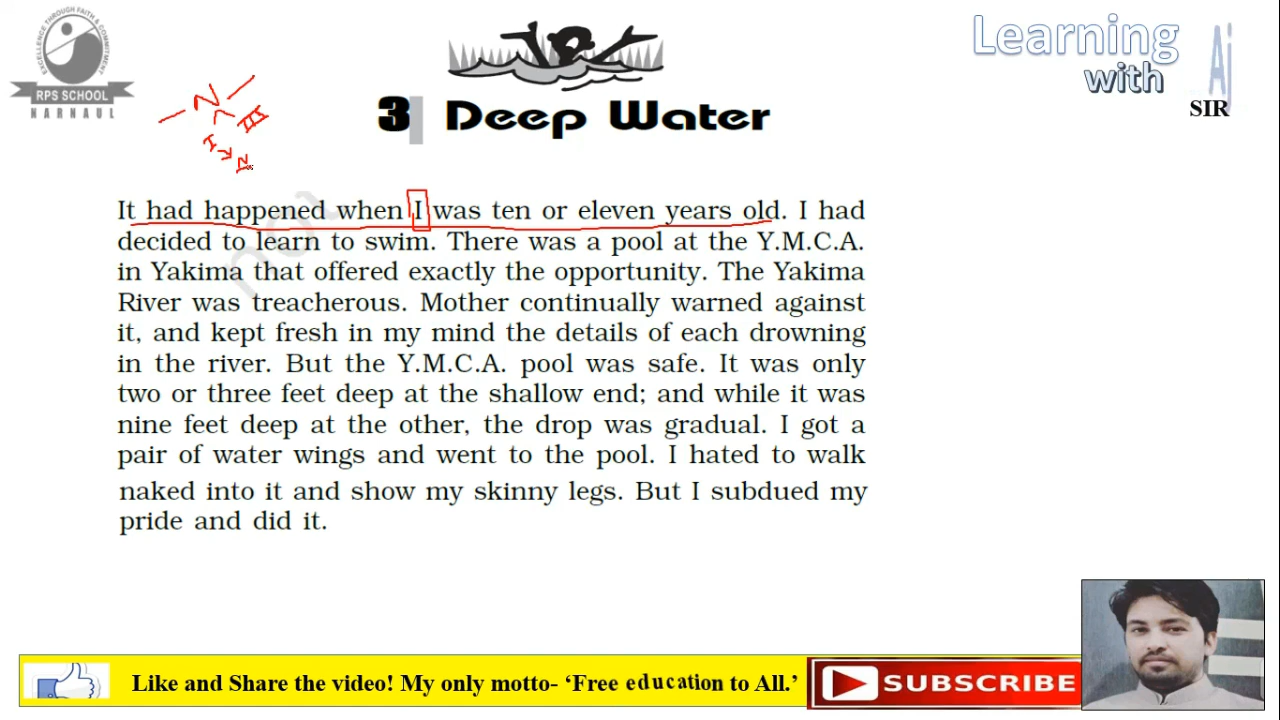 EXCELLENCE THROUGH FAITH & COMMITMENT
RPS SCHOOL
NARNAUL
Learning
with
Ai
SIR
3 Deep Water
N
I
III
not
It had happened when I was ten or eleven years old. I had
decided to learn to swim. There was a pool at the Y.M.C.A.
in Yakima that offered exactly the opportunity. The Yakima
River was treacherous. Mother continually warned against
it, and kept fresh in my mind the details of each drowning
in the river. But the Y.M.C.A. pool was safe. It was only
two or three feet deep at the shallow end; and while it was
nine feet deep at the other, the drop was gradual. I got a
pair of water wings and went to the pool. I hated to walk
naked into it and show my skinny legs. But I subdued my
pride and did it.
Like and Share the video! My only motto- ‘Free education to All.’
SUBSCRIBE